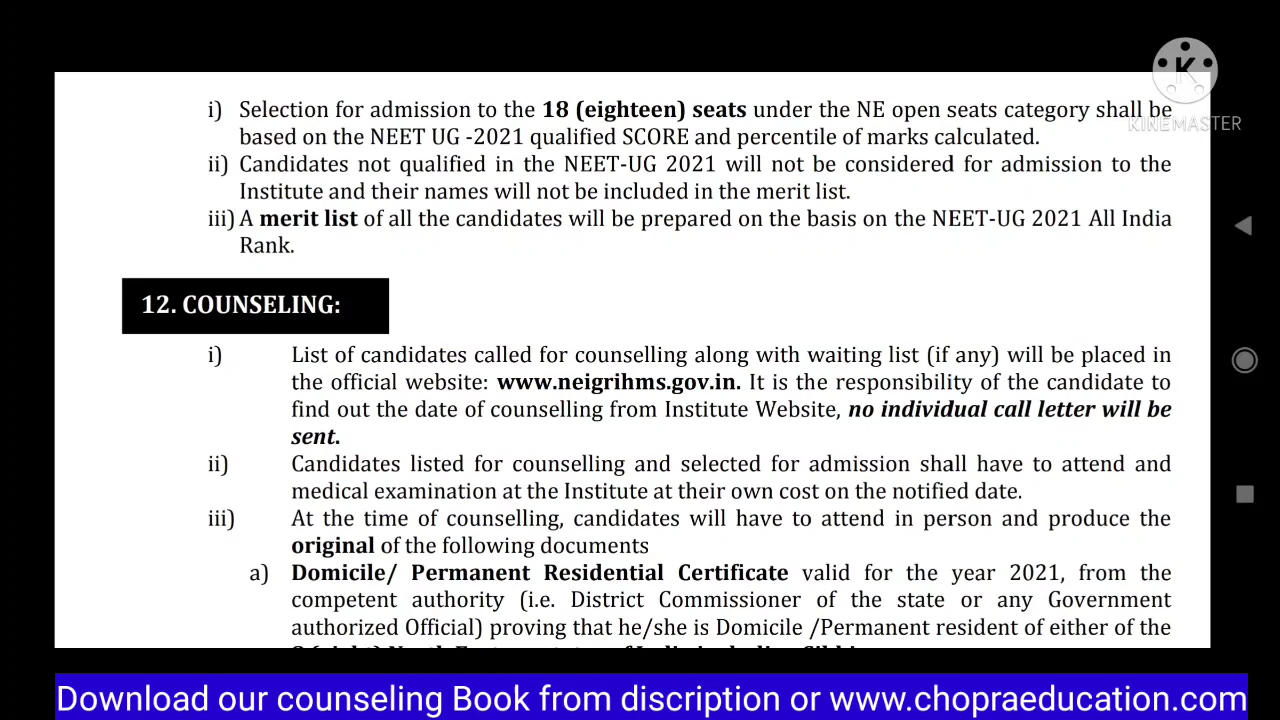 K
KINEMASTER
i) Selection for admission to the 18 (eighteen) seats under the NE open seats category shall be
based on the NEET UG -2021 qualified SCORE and percentile of marks calculated.
ii) Candidates not qualified in the NEET-UG 2021 will not be considered for admission to the
Institute and their names will not be included in the merit list.
iii) A merit list of all the candidates will be prepared on the basis on the NEET-UG 2021 All India
Rank.
12. COUNSELING:
i) List of candidates called for counselling along with waiting list (if any) will be placed in
the official website: www.neigrihms.gov.in. It is the responsibility of the candidate to
find out the date of counselling from Institute Website, no individual call letter will be
sent.
ii) Candidates listed for counselling and selected for admission shall have to attend and
medical examination at the Institute at their own cost on the notified date.
iii) At the time of counselling, candidates will have to attend in person and produce the
original of the following documents
a) Domicile/ Permanent Residential Certificate valid for the year 2021, from the
competent authority (i.e. District Commissioner of the state or any Government
authorized Official) proving that he/she is Domicile /Permanent resident of either of the
Download our counseling Book from discription or www.chopraeducation.com